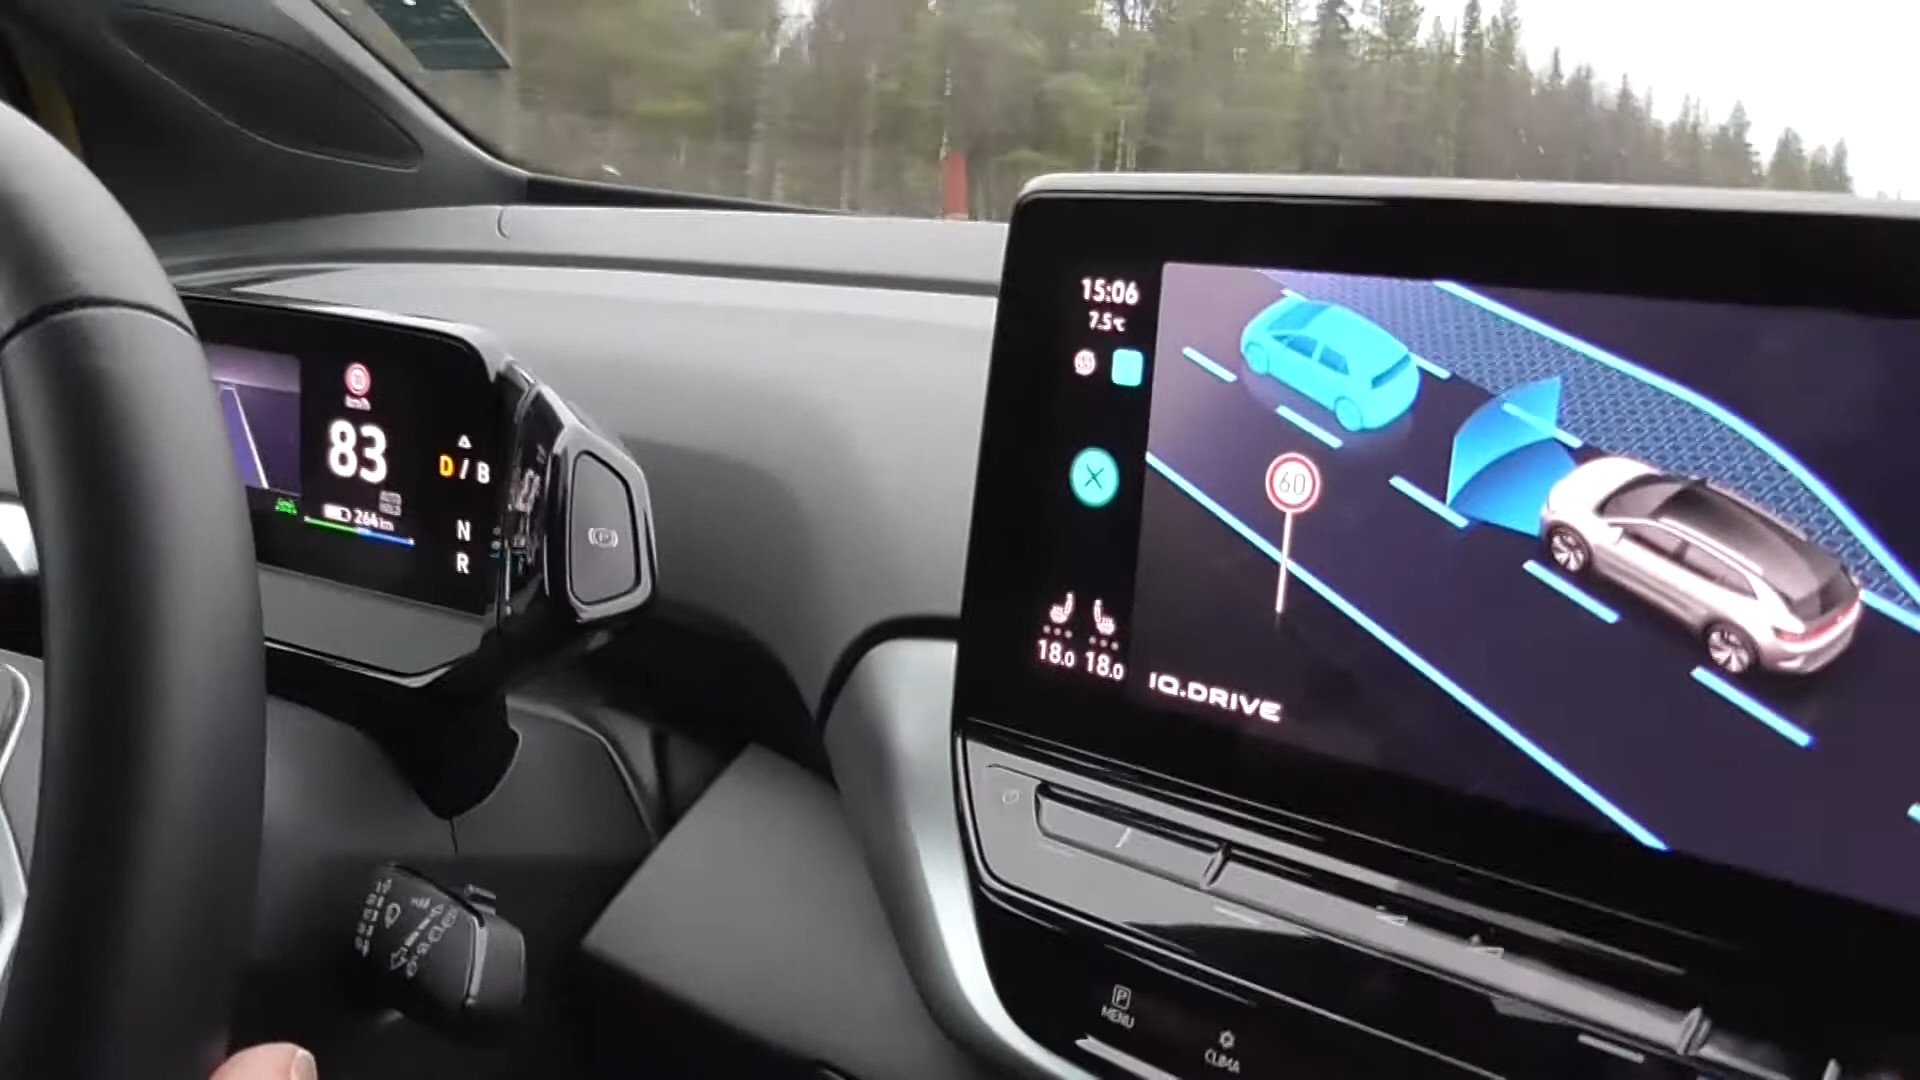 83
D / B
264 km
N
R
15:06
7.5°C
60
18.0 18.0
IQ.DRIVE
P
MENU
CLIMA